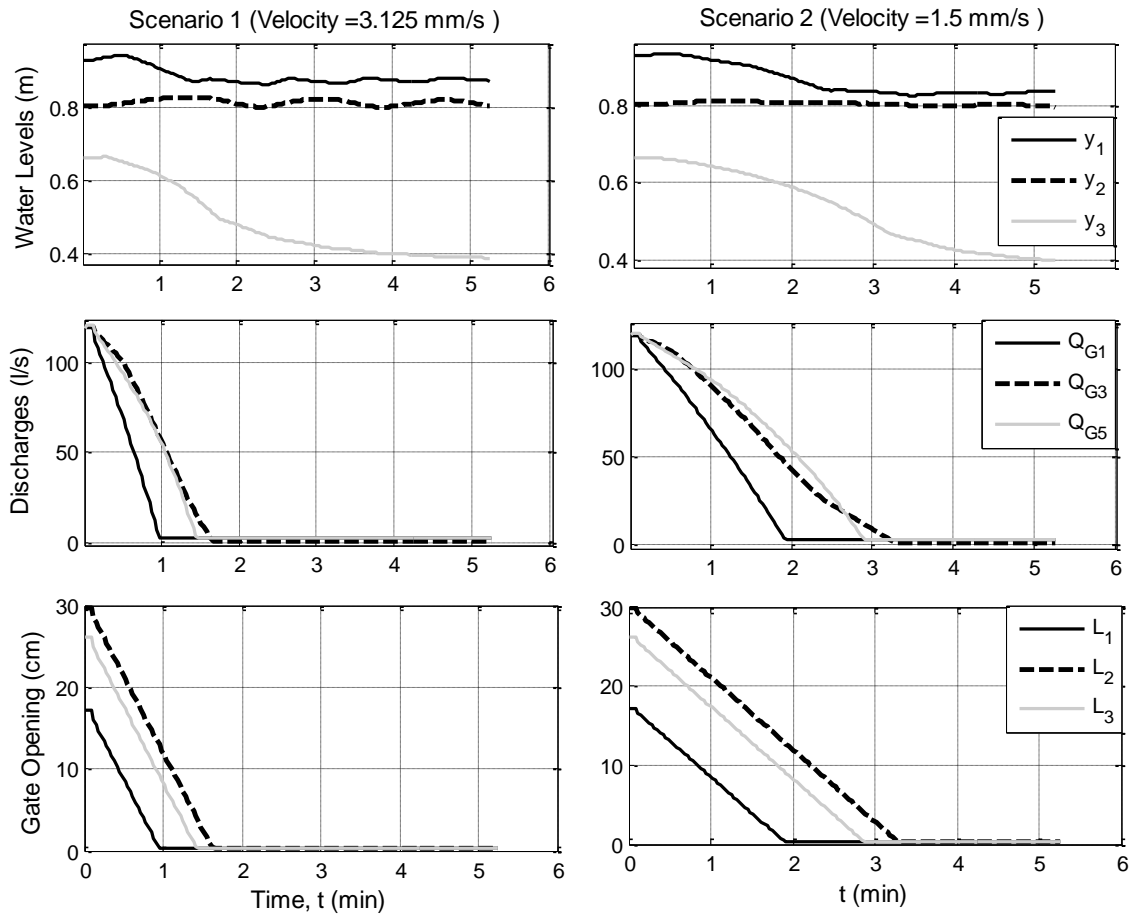 Scenario 1 (Velocity =3.125 mm/s )
Scenario 2 (Velocity =1.5 mm/s )
Water Levels (m)
0.8
0.6
0.4
1 2 3 4 5 6
0.8
0.6
0.4
1 2 3 4 5
y1
y2
y3
Discharges (l/s)
100
50
0
1 2 3 4 5 6
100
50
0
1 2 3 4 5 6
QG1
QG3
QG5
Gate Opening (cm)
30
20
10
0
0 1 2 3 4 5 6
Time, t (min)
30
20
10
0
0 1 2 3 4 5 6
t (min)
L1
L2
L3